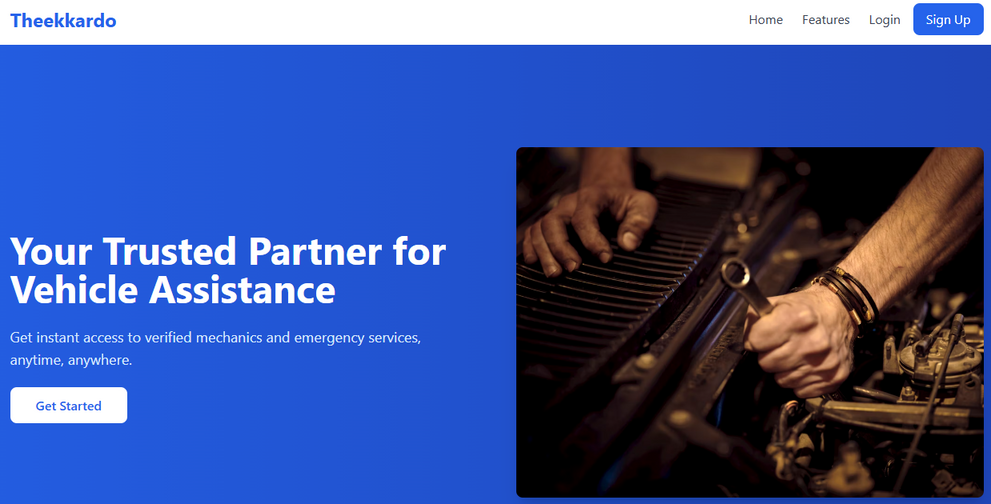 Theekkardo
Home Features Login Sign Up
Your Trusted Partner for
Vehicle Assistance
Get instant access to verified mechanics and emergency services,
anytime, anywhere.
Get Started